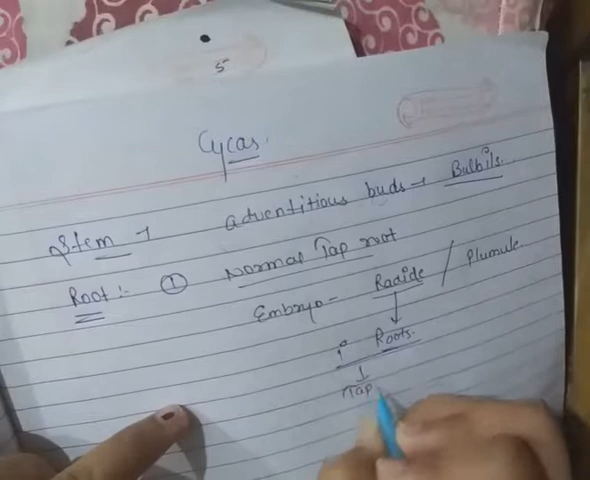 5
Cycas.
Stem → adventitious buds → Bulbils.
Root :- ① Normal Tap root
Embryo - Radicle / Plumule
↓
1° Roots.
↓
Tap